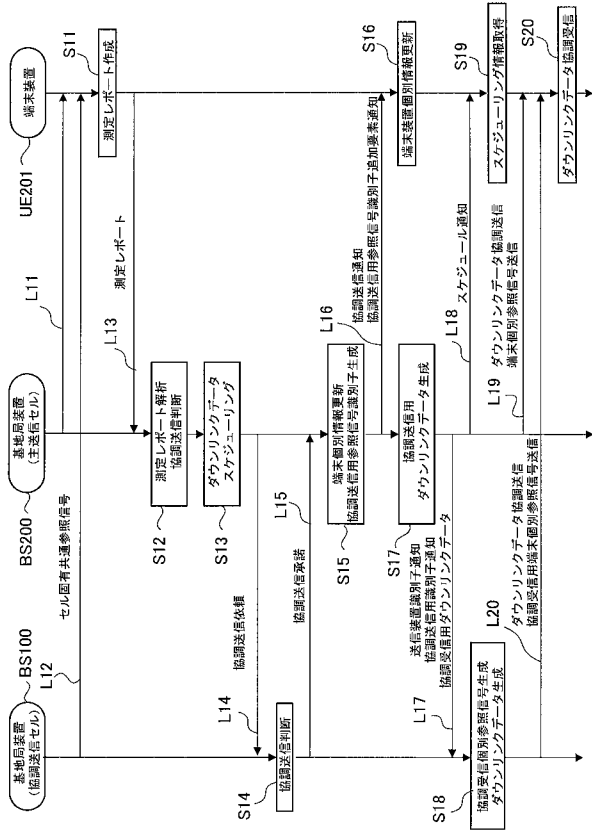 BS100
基地局装置
(協調送信セル)
BS200
基地局装置
(主送信セル)
UE201
端末装置
L11
L12
セル固有共通参照信号
S11
測定レポート作成
L13
測定レポート
S12
測定レポート解析
協調送信判断
S13
ダウンリンクデータ
スケジューリング
L14
協調送信依頼
S14
協調送信判断
L15
協調送信承諾
S15
端末個別情報更新
協調送信用参照信号識別子生成
L16
協調送信通知
協調送信用参照信号識別子追加要素通知
S16
端末装置個別情報更新
S17
協調送信用
ダウンリンクデータ生成
L17
送信装置識別子通知
協調送信用識別子通知
協調受信用ダウンリンクデータ
L18
スケジュール通知
S18
協調受信個別参照信号生成
ダウンリンクデータ生成
S19
スケジューリング情報取得
L19
ダウンリンクデータ協調送信
端末個別参照信号送信
L20
ダウンリンクデータ協調送信
協調受信用端末個別参照信号送信
S20
ダウンリンクデータ協調受信